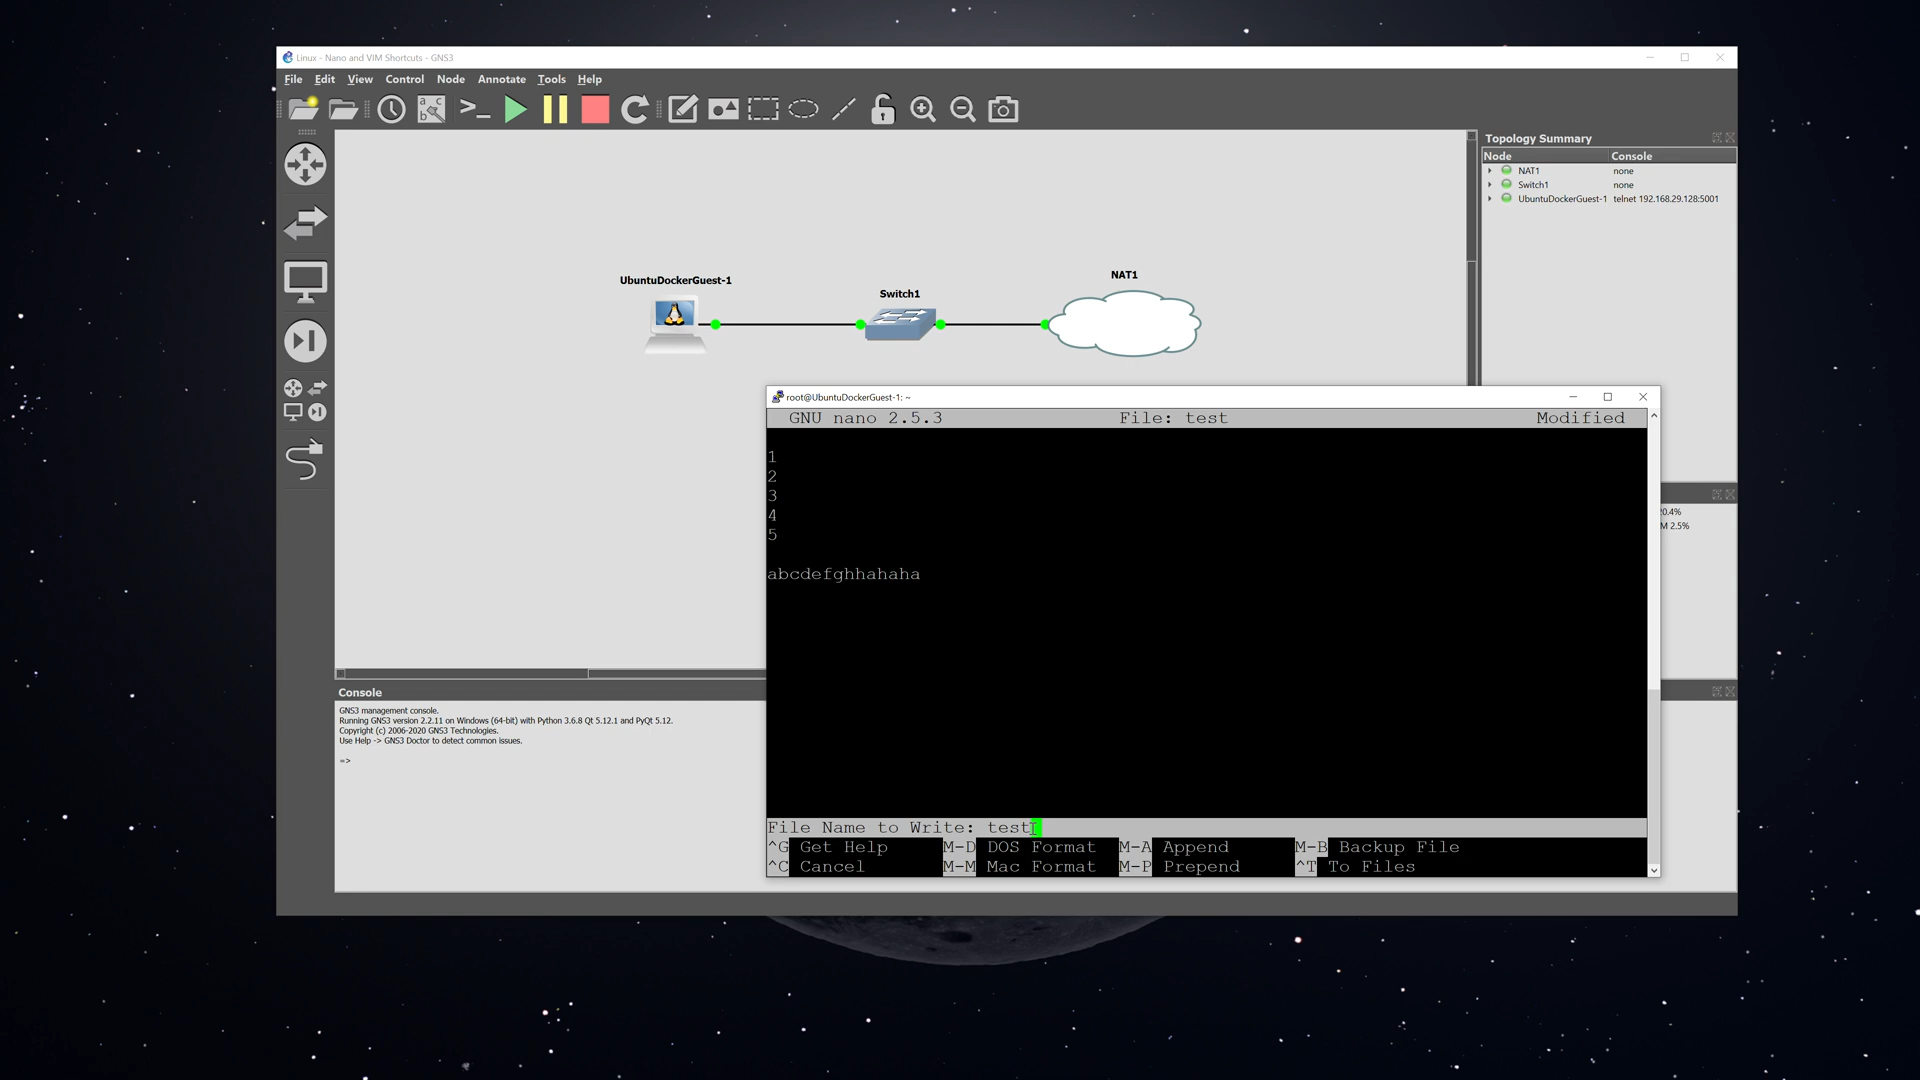 Linux - Nano and VIM Shortcuts - GNS3
File Edit View Control Node Annotate Tools Help
Topology Summary
Node Console
NAT1 none
Switch1 none
UbuntuDockerGuest-1 telnet 192.168.29.128:5001
UbuntuDockerGuest-1
Switch1
NAT1
root@UbuntuDockerGuest-1: ~
GNU nano 2.5.3 File: test Modified
1
2
3
4
5
abcdefghhahaha
File Name to Write: test
^G Get Help M-D DOS Format M-A Append M-B Backup File
^C Cancel M-M Mac Format M-P Prepend ^T To Files
20.4%
M 2.5%
Console
GNS3 management console.
Running GNS3 version 2.2.11 on Windows (64-bit) with Python 3.6.8 Qt 5.12.1 and PyQt 5.12.
Copyright (c) 2006-2020 GNS3 Technologies.
Use Help -> GNS3 Doctor to detect common issues.
=>